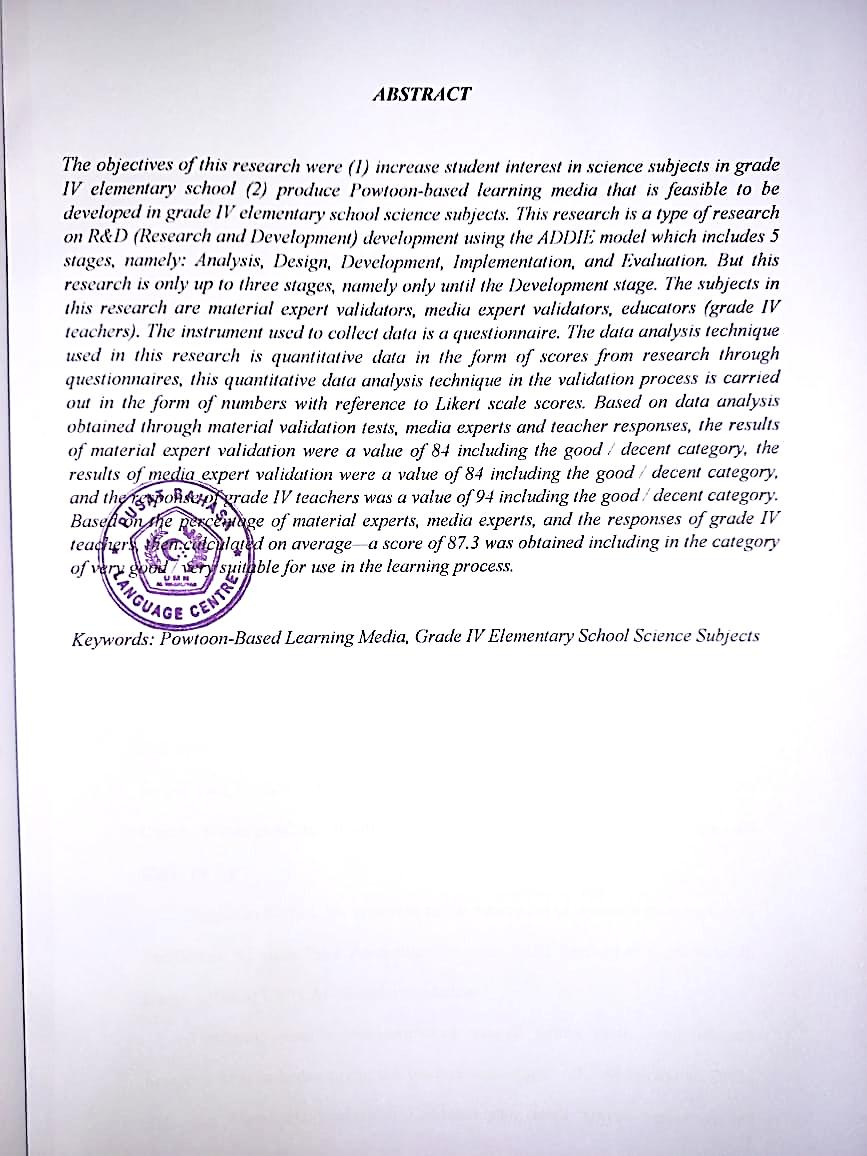 ABSTRACT
The objectives of this research were (1) increase student interest in science subjects in grade
IV elementary school (2) produce Powtoon-based learning media that is feasible to be
developed in grade IV elementary school science subjects. This research is a type of research
on R&D (Research and Development) development using the ADDIE model which includes 5
stages, namely: Analysis, Design, Development, Implementation, and Evaluation. But this
research is only up to three stages, namely only until the Development stage. The subjects in
this research are material expert validators, media expert validators, educators (grade IV
teachers). The instrument used to collect data is a questionnaire. The data analysis technique
used in this research is quantitative data in the form of scores from research through
questionnaires, this quantitative data analysis technique in the validation process is carried
out in the form of numbers with reference to Likert scale scores. Based on data analysis
obtained through material validation tests, media experts and teacher responses, the results
of material expert validation were a value of 84 including the good / decent category, the
results of media expert validation were a value of 84 including the good / decent category,
and the response of grade IV teachers was a value of 94 including the good / decent category.
Based on the percentage of material experts, media experts, and the responses of grade IV
teachers, then calculated on average—a score of 87.3 was obtained including in the category
of very good / very suitable for use in the learning process.
PUSAT BAHASA
UMN
LANGUAGE CENTRE
Keywords: Powtoon-Based Learning Media, Grade IV Elementary School Science Subjects